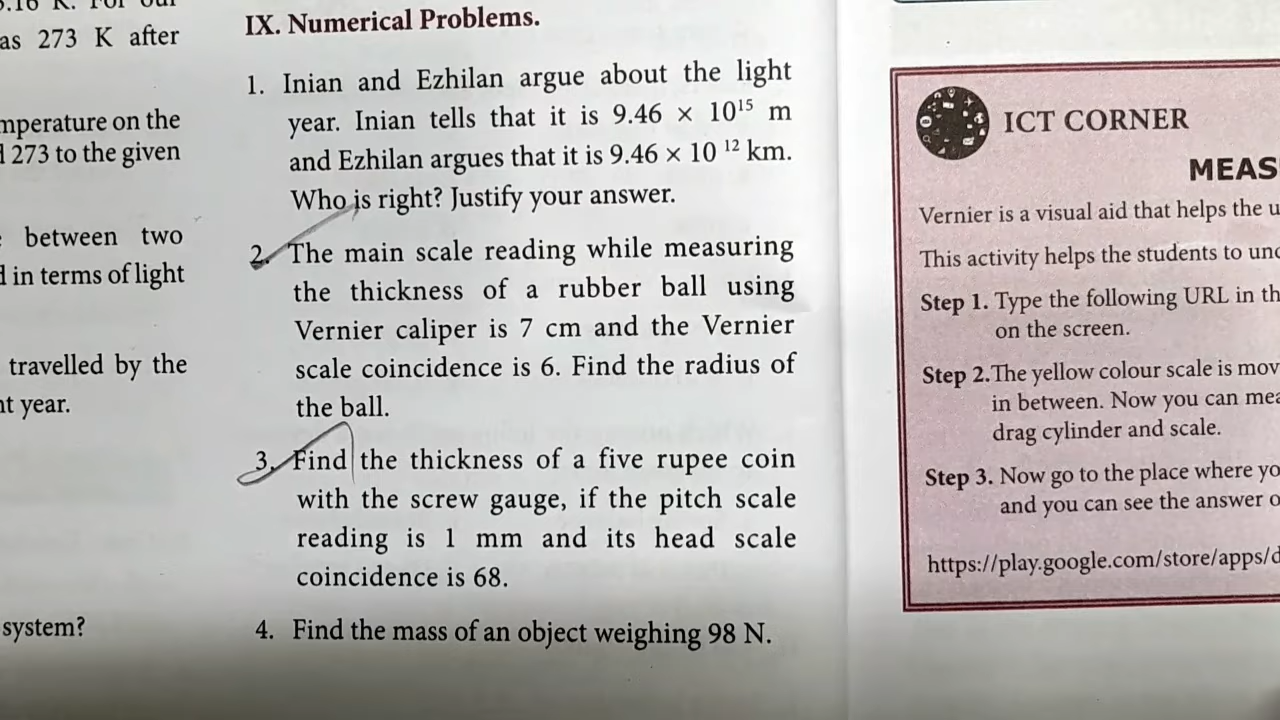 as 273 K after
mperature on the
273 to the given
between two
in terms of light
travelled by the
year.
system?
IX. Numerical Problems.
1. Inian and Ezhilan argue about the light
year. Inian tells that it is 9.46 × 10¹⁵ m
and Ezhilan argues that it is 9.46 × 10 ¹² km.
Who is right? Justify your answer.
2. The main scale reading while measuring
the thickness of a rubber ball using
Vernier caliper is 7 cm and the Vernier
scale coincidence is 6. Find the radius of
the ball.
3. Find the thickness of a five rupee coin
with the screw gauge, if the pitch scale
reading is 1 mm and its head scale
coincidence is 68.
4. Find the mass of an object weighing 98 N.
ICT CORNER
MEAS
Vernier is a visual aid that helps the u
This activity helps the students to und
Step 1. Type the following URL in th
on the screen.
Step 2. The yellow colour scale is mov
in between. Now you can mea
drag cylinder and scale.
Step 3. Now go to the place where yo
and you can see the answer o
https://play.google.com/store/apps/d